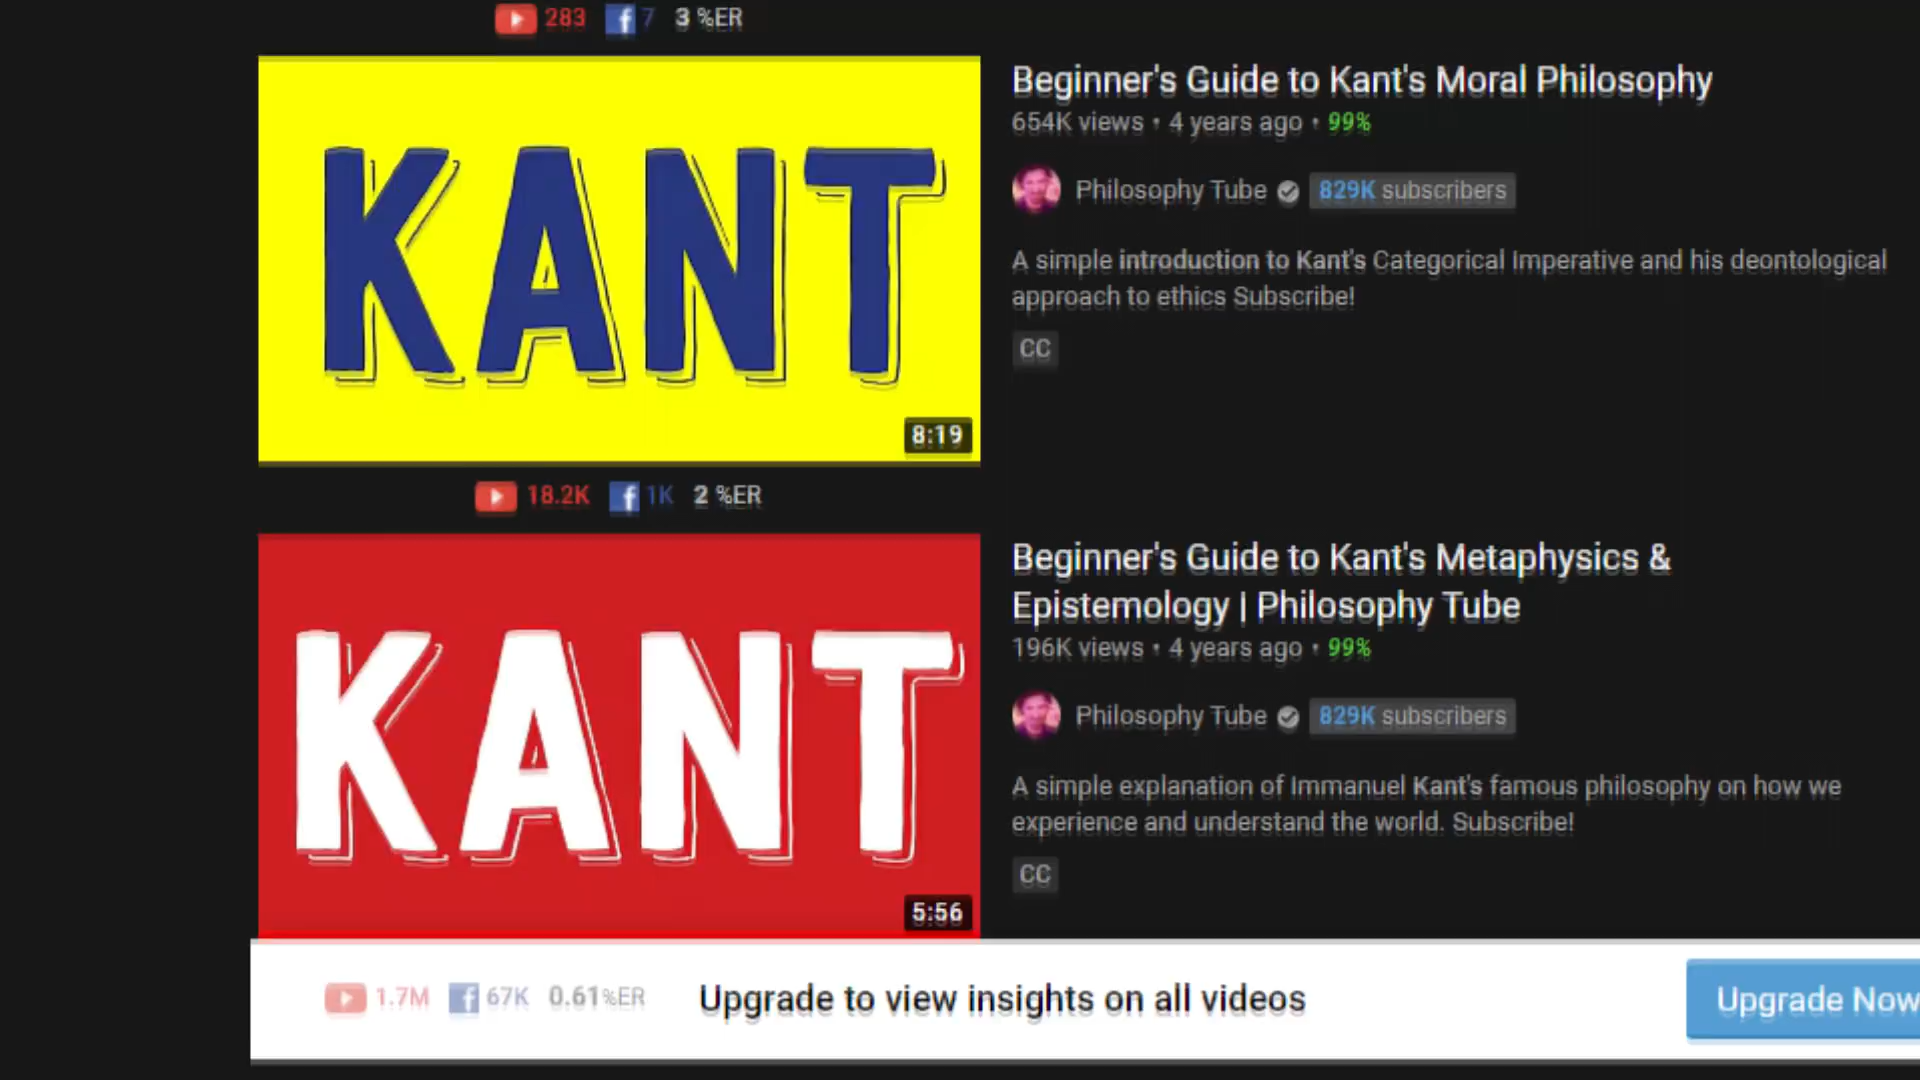 283 7 3 %ER
KANT
8:19
Beginner's Guide to Kant's Moral Philosophy
654K views • 4 years ago • 99%
Philosophy Tube 829K subscribers
A simple introduction to Kant's Categorical Imperative and his deontological
approach to ethics Subscribe!
CC
18.2K 1K 2 %ER
KANT
5:56
Beginner's Guide to Kant's Metaphysics &
Epistemology | Philosophy Tube
196K views • 4 years ago • 99%
Philosophy Tube 829K subscribers
A simple explanation of Immanuel Kant's famous philosophy on how we
experience and understand the world. Subscribe!
CC
1.7M 67K 0.61%ER Upgrade to view insights on all videos Upgrade Now